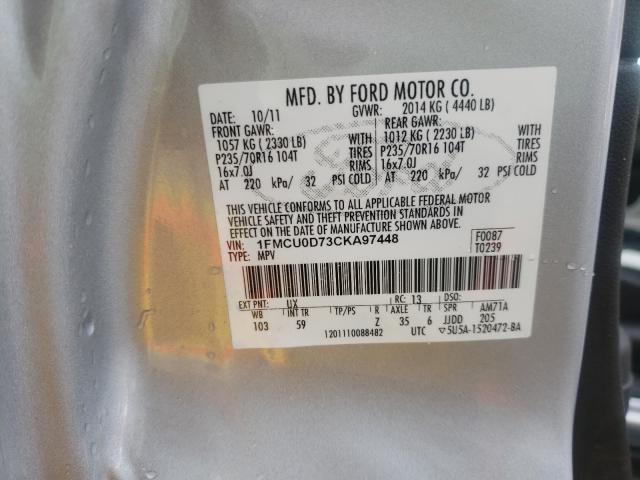 MFD. BY FORD MOTOR CO.
DATE: 10/11 GVWR: 2014 KG ( 4440 LB)
FRONT GAWR: REAR GAWR:
1057 KG ( 2330 LB) WITH 1012 KG ( 2230 LB) WITH
P235/70R16 104T TIRES P235/70R16 104T TIRES
16x7.0J RIMS 16x7.0J RIMS
AT 220 kPa/ 32 PSI COLD AT 220 kPa/ 32 PSI COLD
THIS VEHICLE CONFORMS TO ALL APPLICABLE FEDERAL MOTOR
VEHICLE SAFETY AND THEFT PREVENTION STANDARDS IN
EFFECT ON THE DATE OF MANUFACTURE SHOWN ABOVE.
VIN: 1FMCU0D73CKA97448 F0087
TYPE: MPV T0239
EXT PNT: UX RC: 13 DSO:
WB INT TR TP/PS R AXLE TR SPR AM71A
103 59 Z 35 6 JJDD 205
1201110088482 UTC 5U5A-1520472-BA